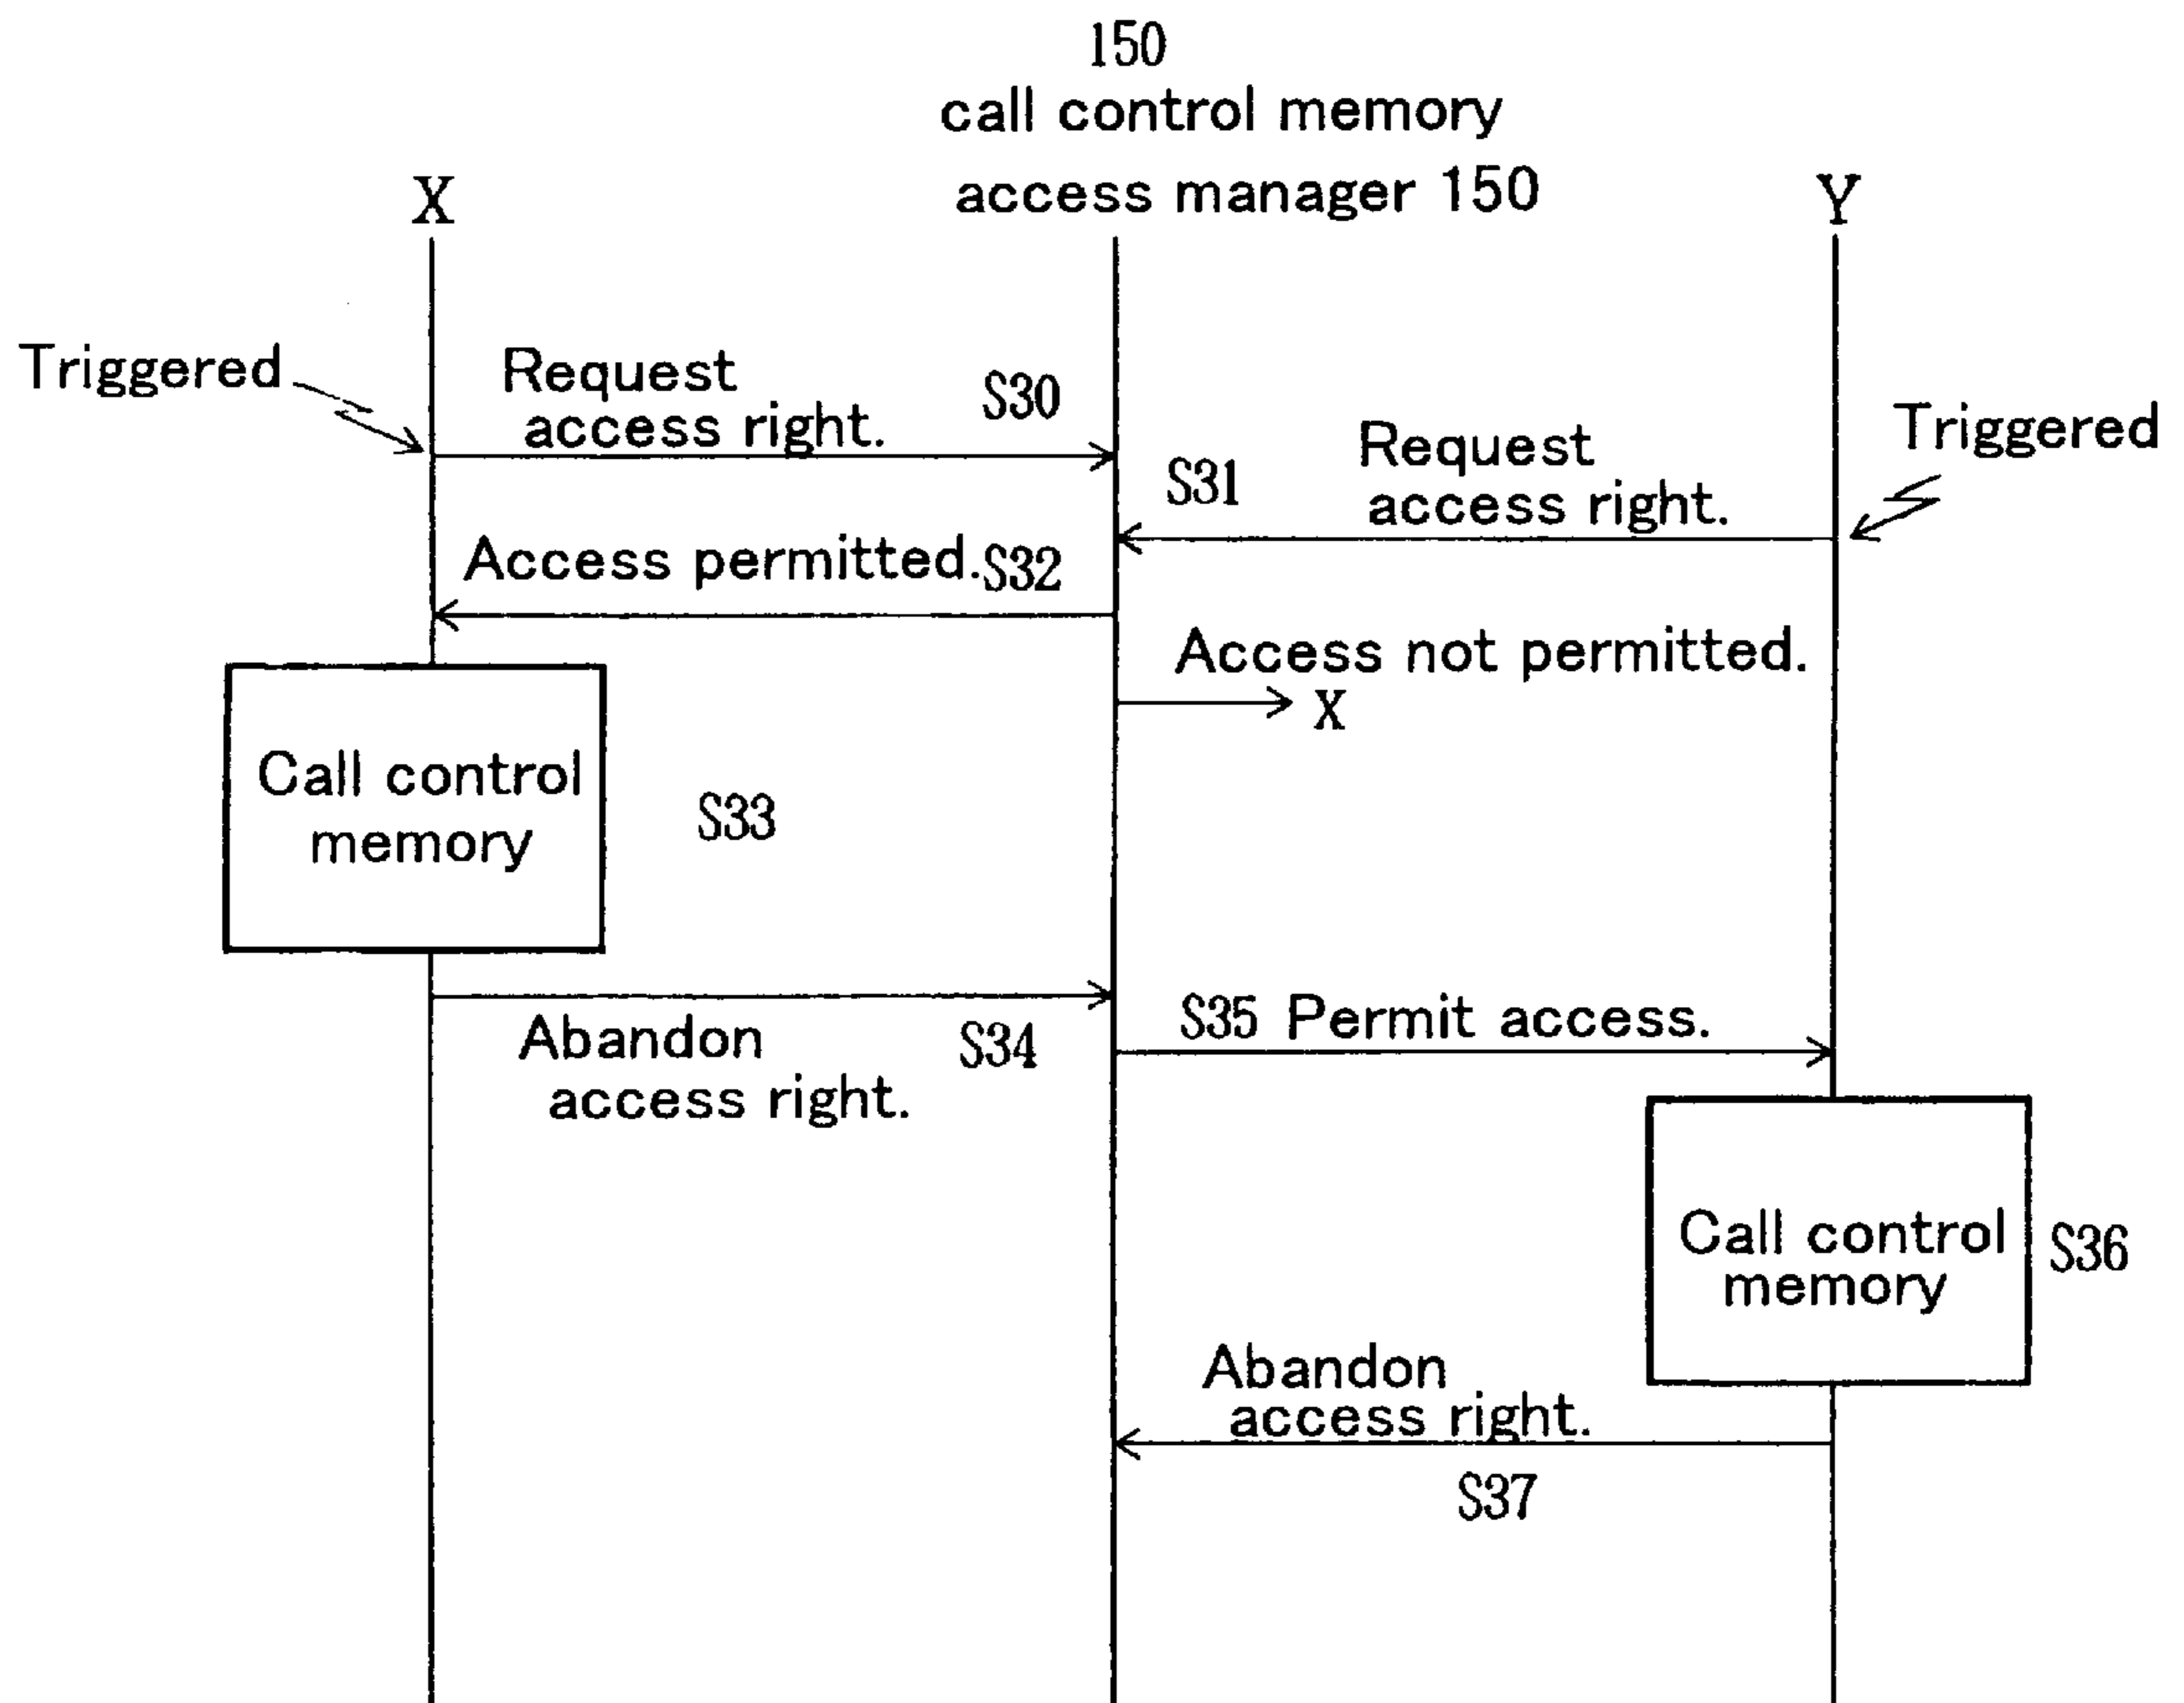 150
call control memory
access manager 150
X
Y
Triggered
Request
access right.
S30
Triggered
Request
access right.
S31
Access permitted.S32
Access not permitted.
X
Call control
memory
S33
Abandon
access right.
S34
S35 Permit access.
Call control
memory
S36
Abandon
access right.
S37